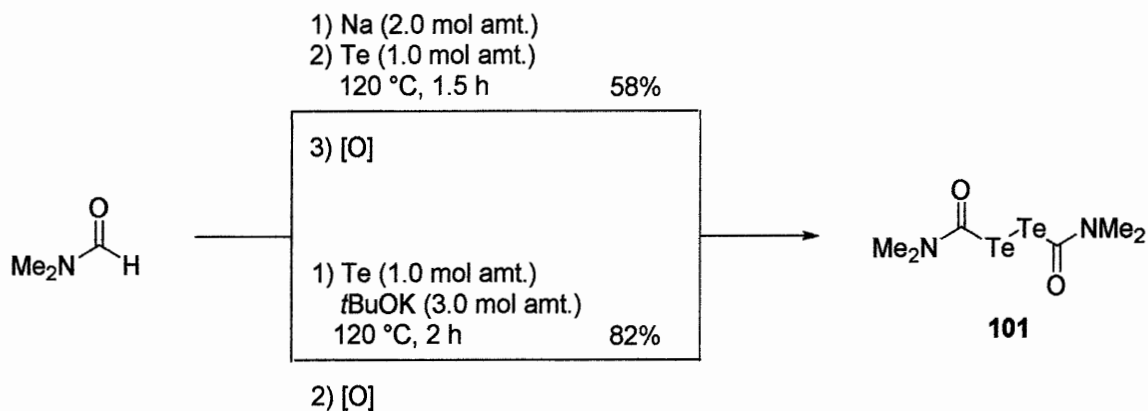 1) Na (2.0 mol amt.)
2) Te (1.0 mol amt.)
120 °C, 1.5 h 58%
3) [O]
O
Me2N H
1) Te (1.0 mol amt.)
tBuOK (3.0 mol amt.)
120 °C, 2 h 82%
2) [O]
O
Me2N Te Te NMe2
O
101